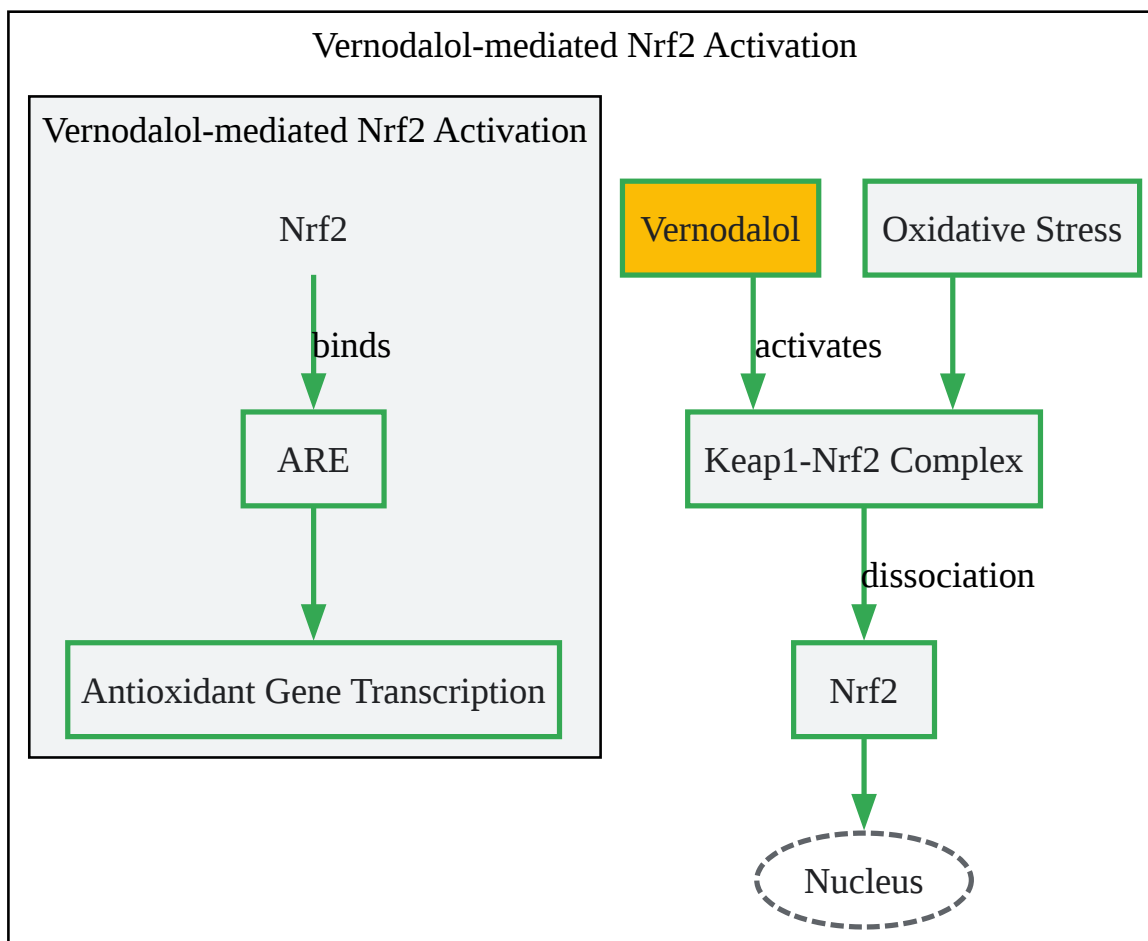 Vernodalol-mediated Nrf2 Activation
Vernodalol-mediated Nrf2 Activation
Nrf2
binds
ARE
Antioxidant Gene Transcription
Vernodalol
Oxidative Stress
activates
Keap1-Nrf2 Complex
dissociation
Nrf2
Nucleus